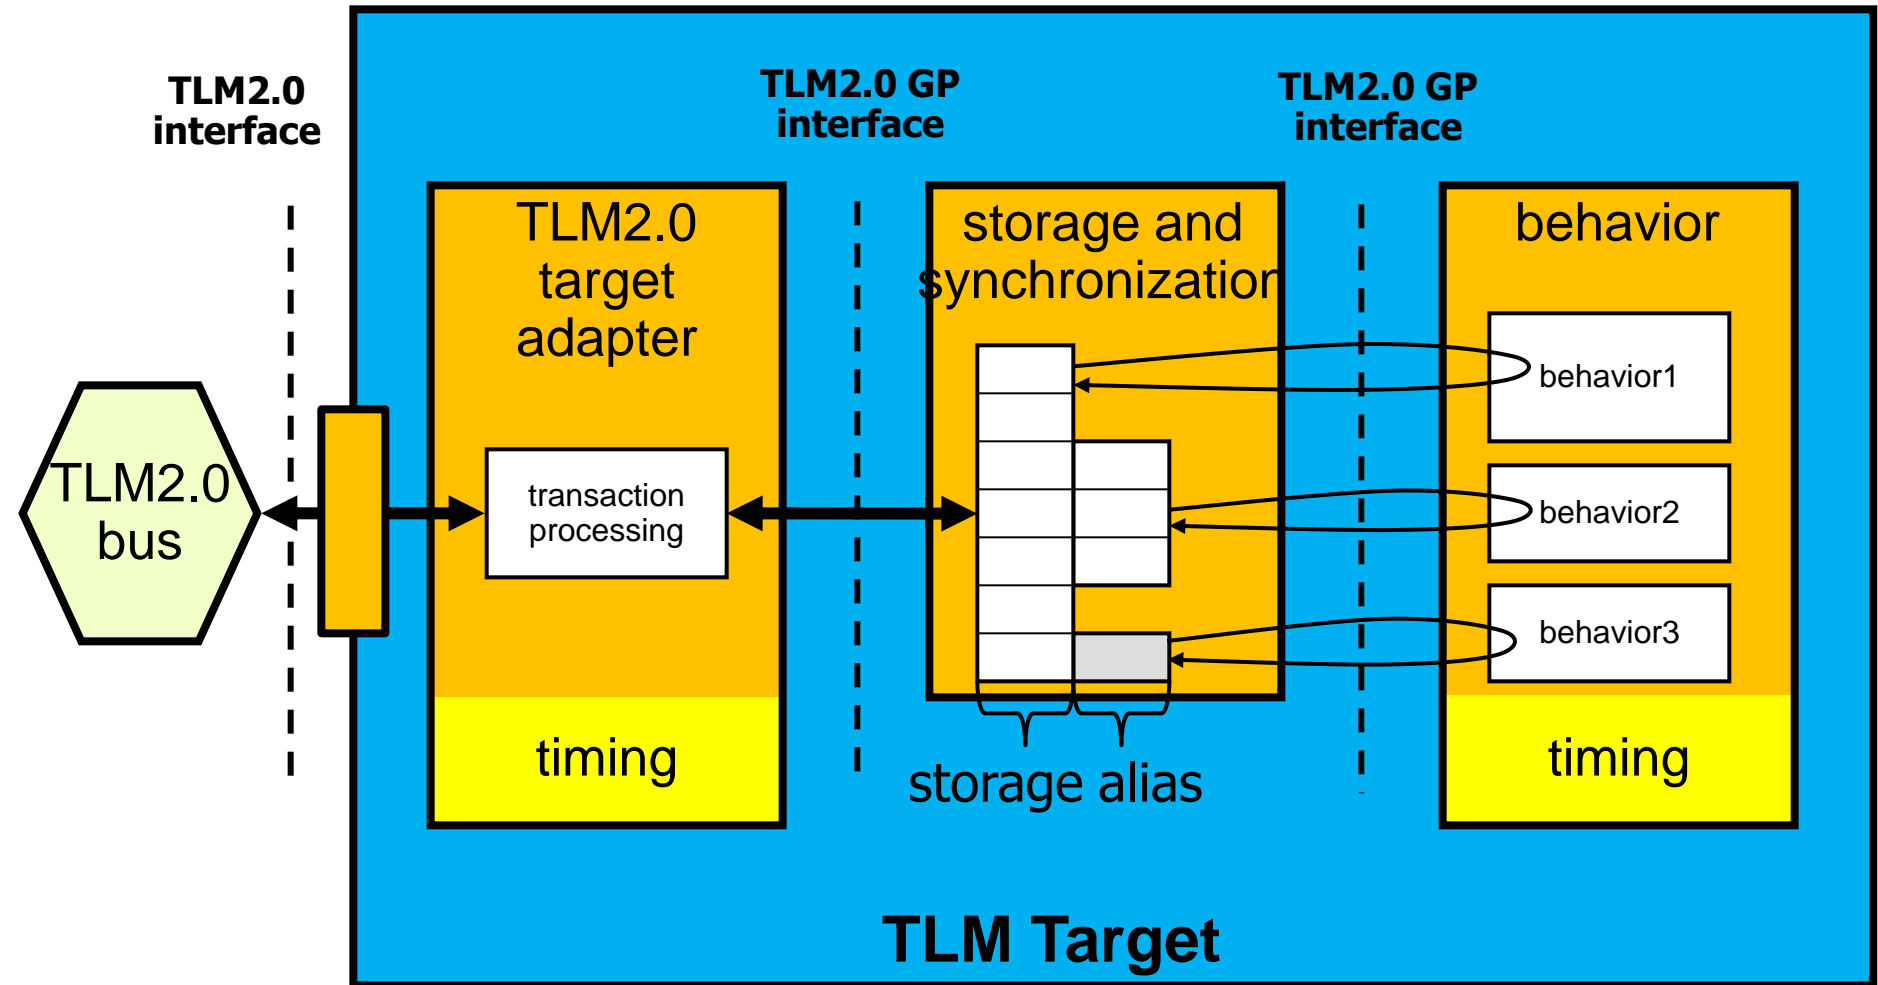 TLM2.0
interface
TLM2.0 GP
interface
TLM2.0 GP
interface
TLM2.0
bus
TLM2.0
target
adapter
transaction
processing
timing
storage and
synchronization
storage alias
behavior
behavior1
behavior2
behavior3
timing
TLM Target